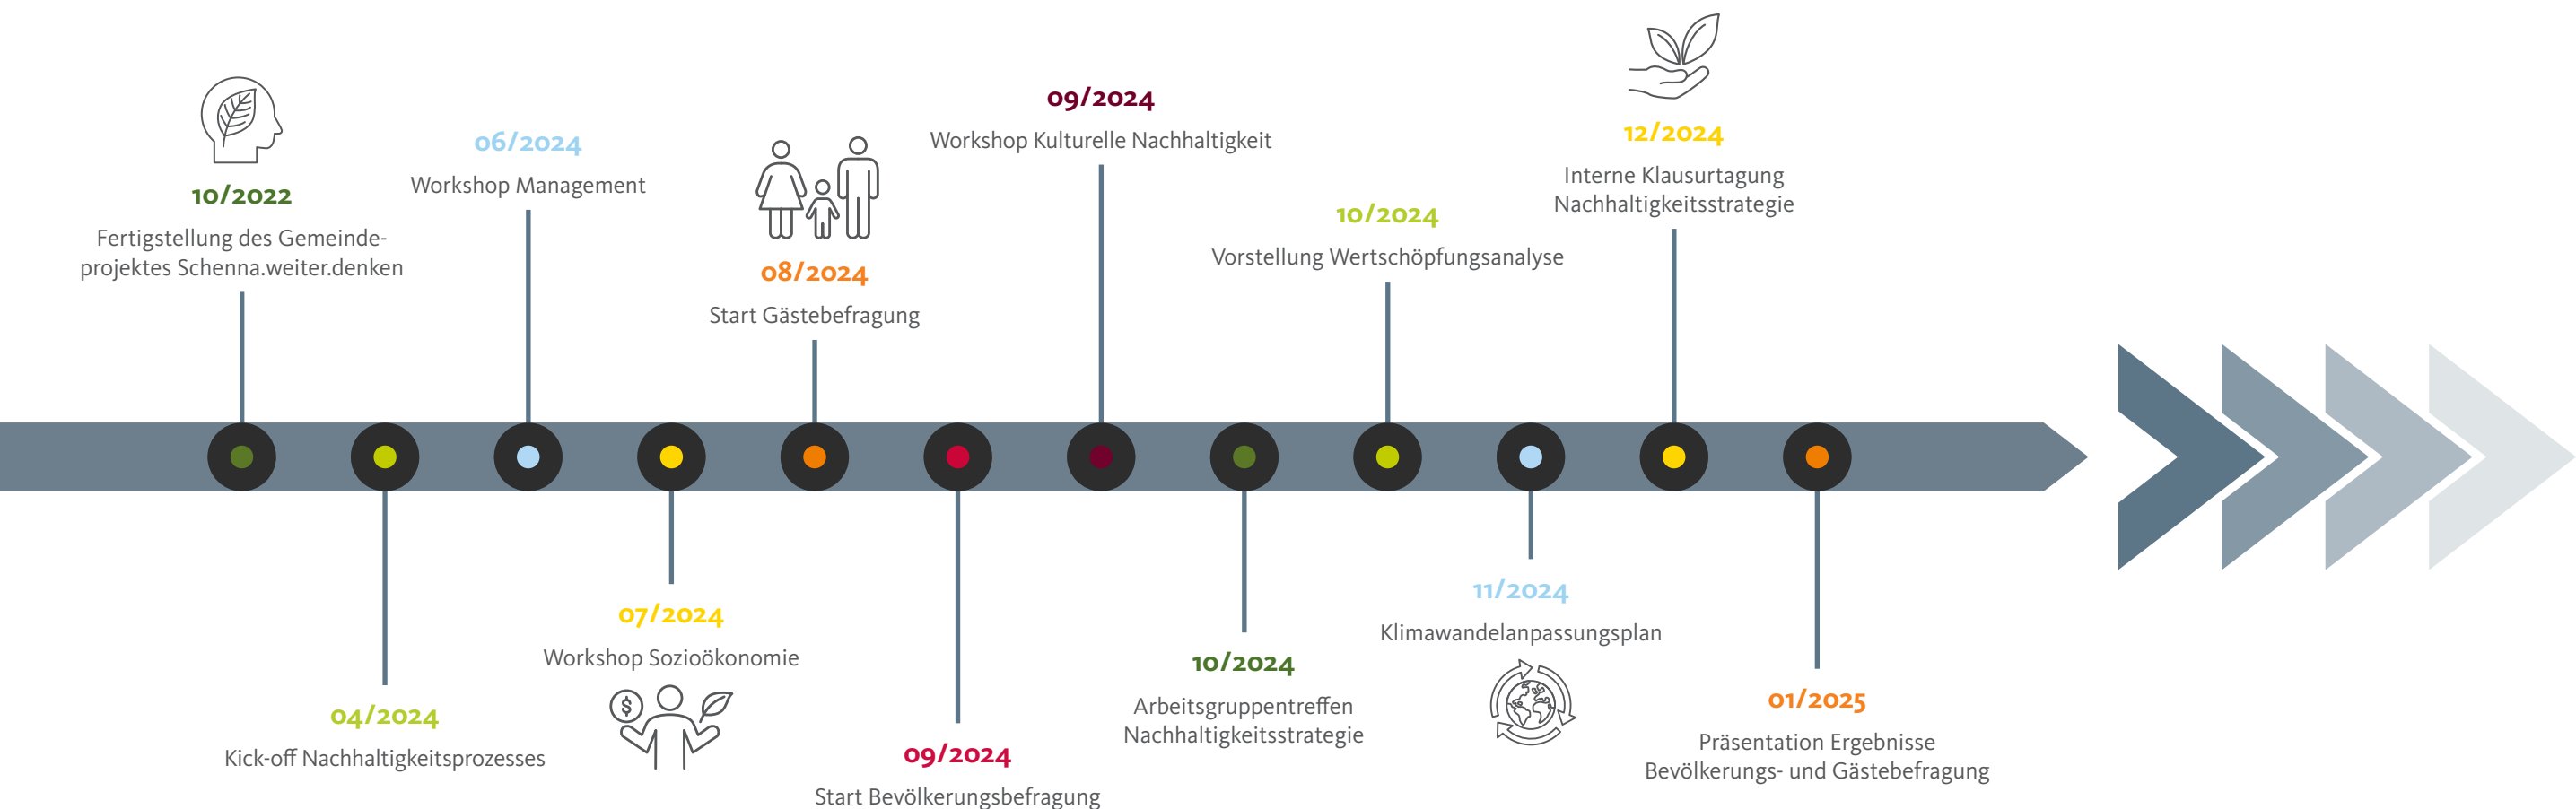 10/2022
Fertigstellung des Gemeinde-
projektes Schenna.weiter.denken
04/2024
Kick-off Nachhaltigkeitsprozesses
06/2024
Workshop Management
07/2024
Workshop Sozioökonomie
$
08/2024
Start Gästebefragung
09/2024
Start Bevölkerungsbefragung
09/2024
Workshop Kulturelle Nachhaltigkeit
10/2024
Arbeitsgruppentreffen
Nachhaltigkeitsstrategie
10/2024
Vorstellung Wertschöpfungsanalyse
11/2024
Klimawandelanpassungsplan
12/2024
Interne Klausurtagung
Nachhaltigkeitsstrategie
01/2025
Präsentation Ergebnisse
Bevölkerungs- und Gästebefragung